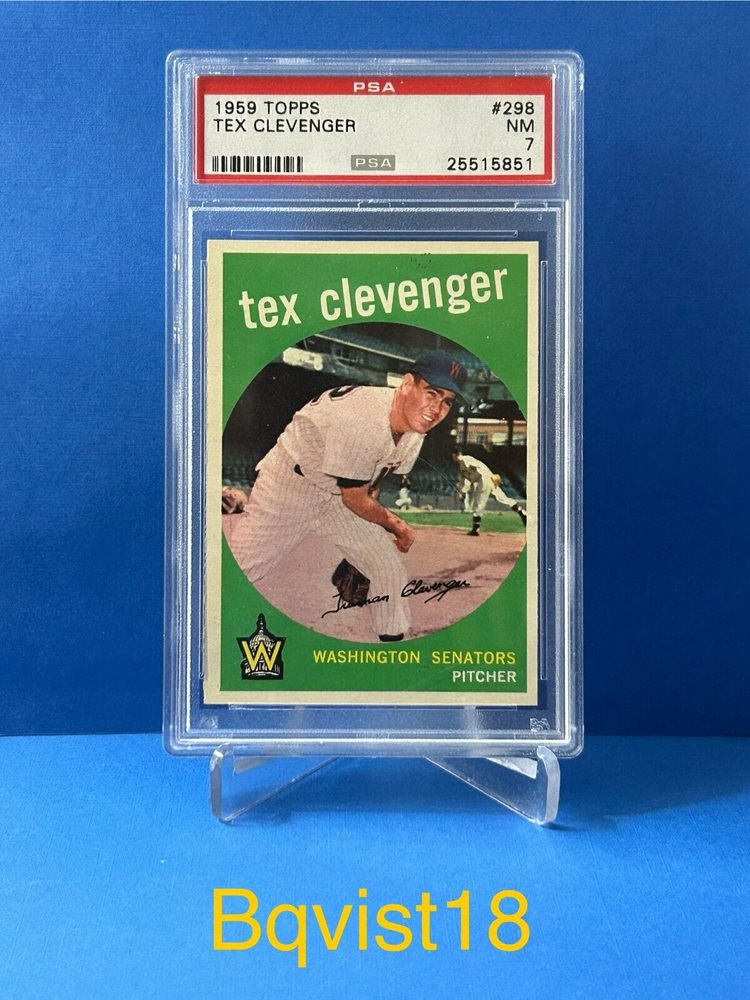 PSA
1959 TOPPS #298
TEX CLEVENGER NM
7
PSA 25515851
tex clevenger
W
Truman Clevenger
W
WASHINGTON SENATORS
PITCHER
Bqvist18